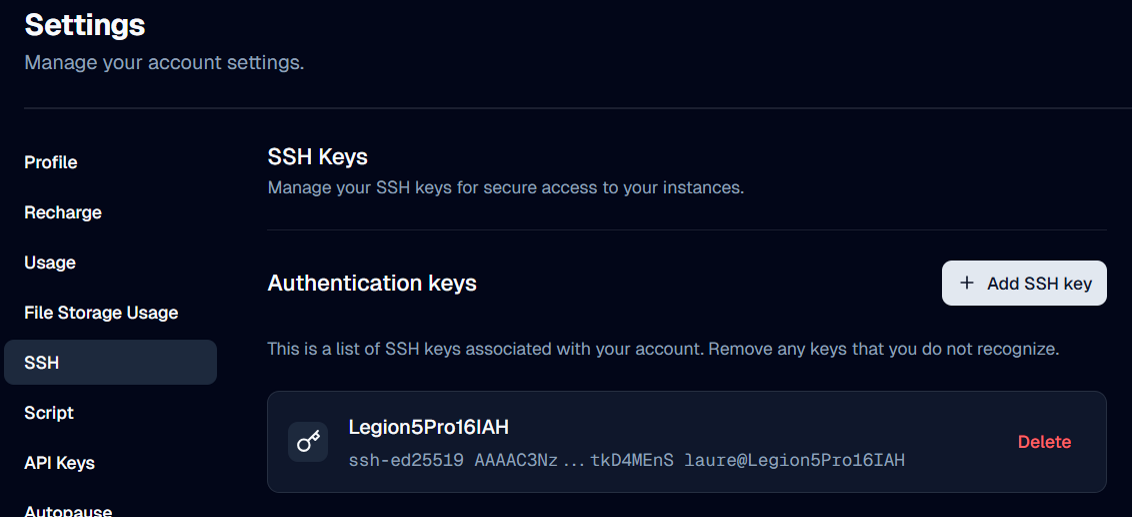 Settings
Manage your account settings.
Profile
Recharge
Usage
File Storage Usage
SSH
Script
API Keys
Autopause
SSH Keys
Manage your SSH keys for secure access to your instances.
Authentication keys
+ Add SSH key
This is a list of SSH keys associated with your account. Remove any keys that you do not recognize.
Legion5Pro16IAH
ssh-ed25519 AAAAC3Nz...tkD4MEnS laure@Legion5Pro16IAH
Delete